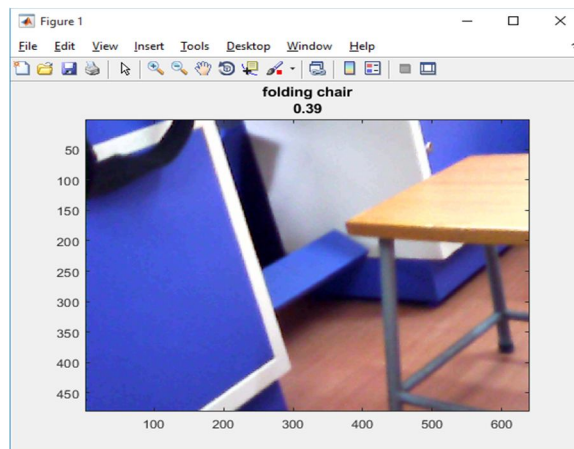 Figure 1
File Edit View Insert Tools Desktop Window Help
folding chair
0.39
50
100
150
200
250
300
350
400
450
100 200 300 400 500 600